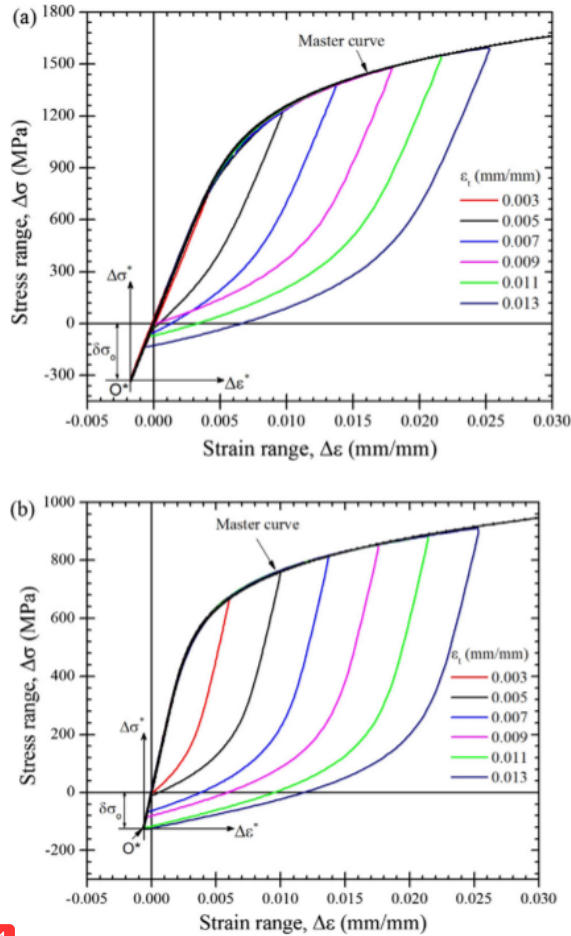 (a)
1800
1500
1200
900
600
300
0
-300
Stress range, Δσ (MPa)
Master curve
εt (mm/mm)
0.003
0.005
0.007
0.009
0.011
0.013
Δσ*
δσo
O*
Δε*
-0.005 0.000 0.005 0.010 0.015 0.020 0.025 0.030
Strain range, Δε (mm/mm)
(b)
1000
800
600
400
200
0
-200
Stress range, Δσ (MPa)
Master curve
εt (mm/mm)
0.003
0.005
0.007
0.009
0.011
0.013
Δσ*
δσo
O*
Δε*
-0.005 0.000 0.005 0.010 0.015 0.020 0.025 0.030
Strain range, Δε (mm/mm)